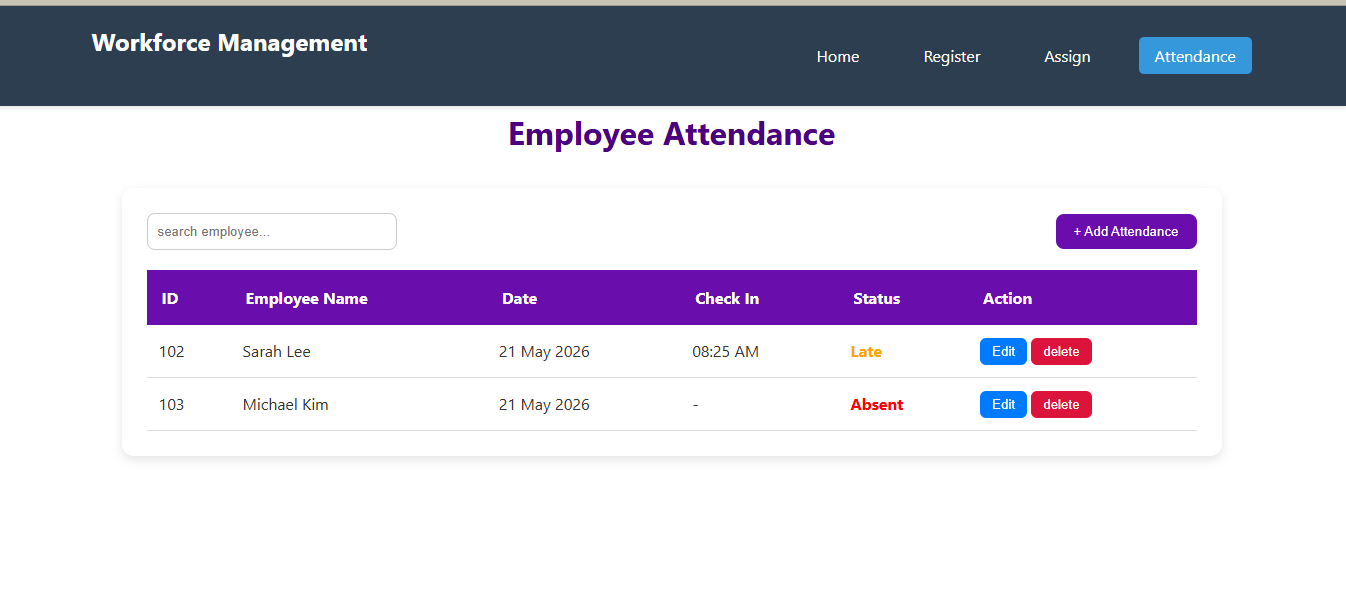 Workforce Management
Home Register Assign Attendance
Employee Attendance
search employee...
+ Add Attendance
ID Employee Name Date Check In Status Action
102 Sarah Lee 21 May 2026 08:25 AM Late Edit delete
103 Michael Kim 21 May 2026 - Absent Edit delete